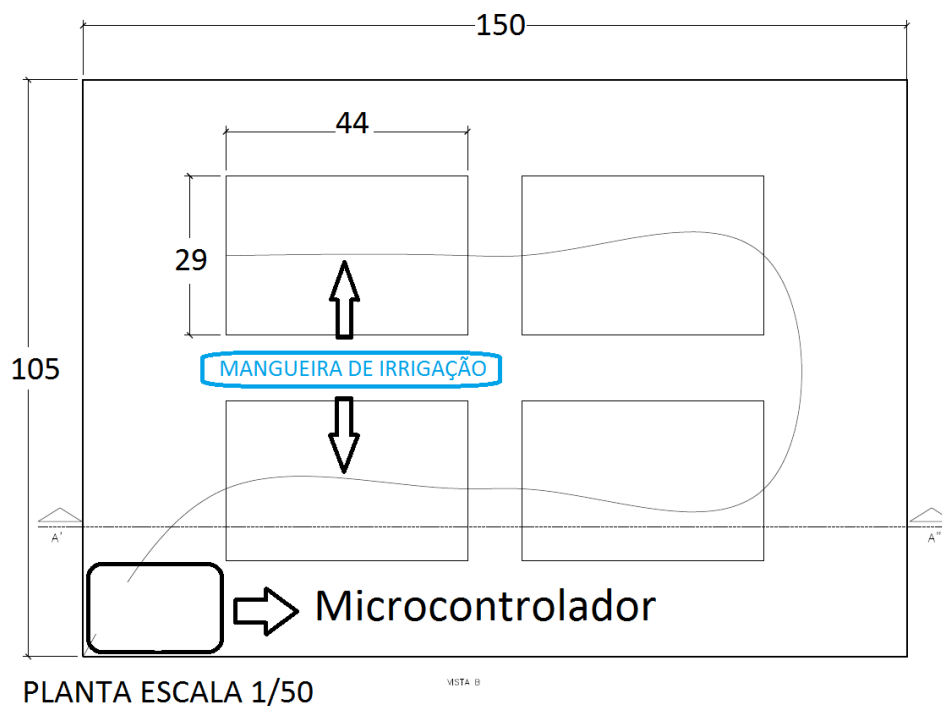 150
44
29
105
MANGUEIRA DE IRRIGAÇÃO
A'
A"
Microcontrolador
PLANTA ESCALA 1/50
VISTA B